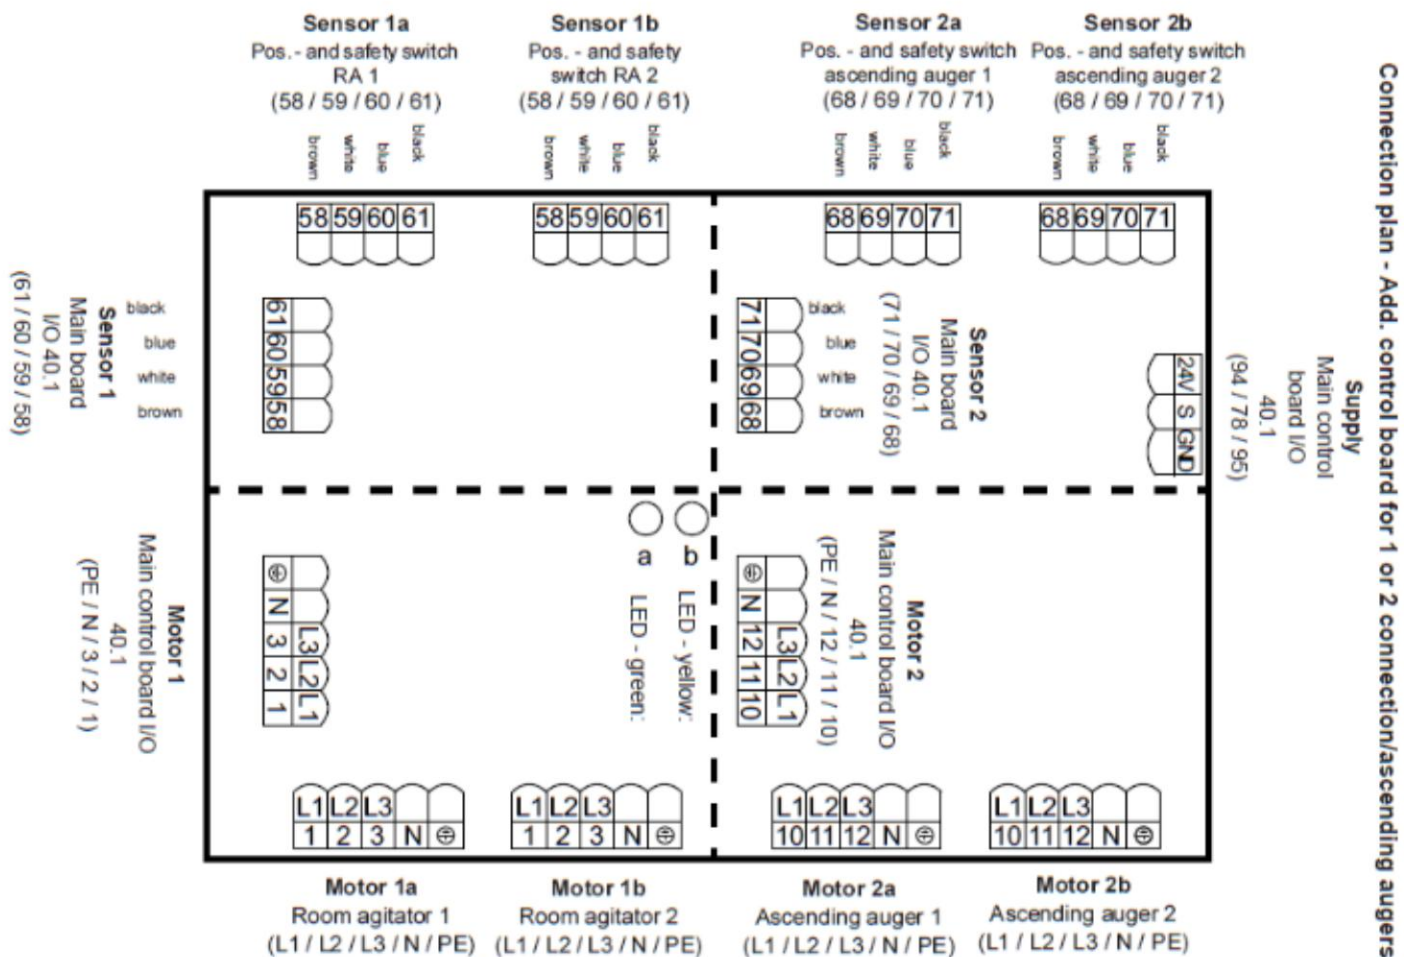 Sensor 1a
Pos. - and safety switch
RA 1
(58 / 59 / 60 / 61)
brown
white
blue
black
Sensor 1b
Pos. - and safety
switch RA 2
(58 / 59 / 60 / 61)
brown
white
blue
black
Sensor 2a
Pos. - and safety switch
ascending auger 1
(68 / 69 / 70 / 71)
brown
white
blue
black
Sensor 2b
Pos. - and safety switch
ascending auger 2
(68 / 69 / 70 / 71)
brown
white
blue
black
Connection plan - Add. control board for 1 or 2 connection/ascending augers
58 59 60 61
58 59 60 61
68 69 70 71
68 69 70 71
Sensor 1
Main board
I/O 40.1
(61 / 60 / 59 / 58)
black
blue
white
brown
61 60 59 58
71 70 69 68
black
blue
white
brown
Sensor 2
Main board
I/O 40.1
(71 / 70 / 69 / 68)
24V S GND
Supply
Main control
board I/O
40.1
(94 / 78 / 95)
Motor 1
Main control board I/O
40.1
(PE / N / 3 / 2 / 1)
N 3 2 1
L3 L2 L1
a LED - green:
b LED - yellow:
N 12 11 10
L3 L2 L1
Motor 2
Main control board I/O
40.1
(PE / N / 12 / 11 / 10)
L1 L2 L3
1 2 3 N
L1 L2 L3
1 2 3 N
L1 L2 L3
10 11 12 N
L1 L2 L3
10 11 12 N
Motor 1a
Room agitator 1
(L1 / L2 / L3 / N / PE)
Motor 1b
Room agitator 2
(L1 / L2 / L3 / N / PE)
Motor 2a
Ascending auger 1
(L1 / L2 / L3 / N / PE)
Motor 2b
Ascending auger 2
(L1 / L2 / L3 / N / PE)